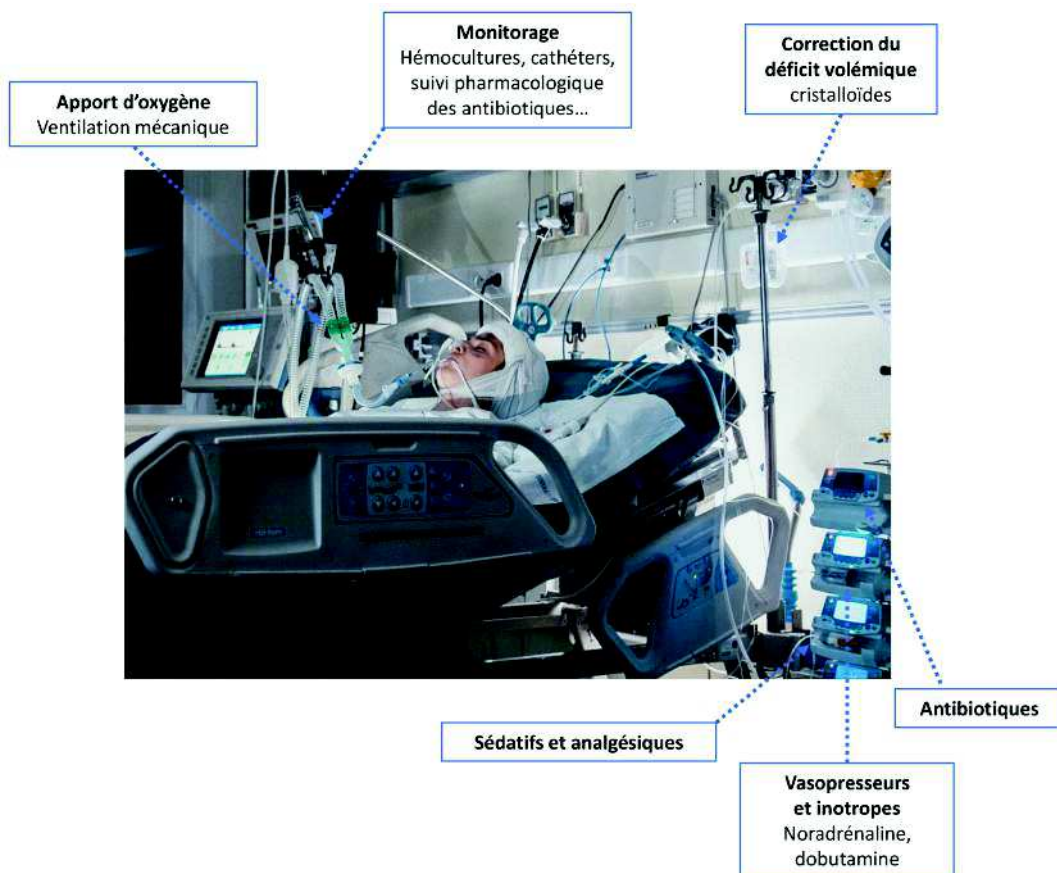 Monitorage
Hémocultures, cathéters,
suivi pharmacologique
des antibiotiques...
Correction du
déficit volémique
cristalloïdes
Apport d'oxygène
Ventilation mécanique
Antibiotiques
Sédatifs et analgésiques
Vasopresseurs
et inotropes
Noradrénaline,
dobutamine